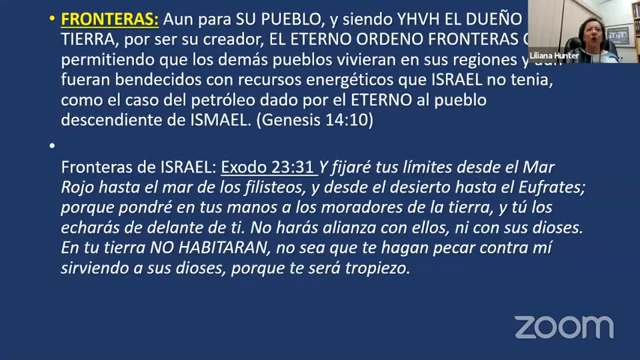 FRONTERAS: Aun para SU PUEBLO, y siendo YHVH EL DUEÑO
TIERRA, por ser su creador, EL ETERNO ORDENO FRONTERAS
permitiendo que los demás pueblos vivieran en sus regiones y aun
fueran bendecidos con recursos energéticos que ISRAEL no tenia,
como el caso del petróleo dado por el ETERNO al pueblo
descendiente de ISMAEL. (Genesis 14:10)
Fronteras de ISRAEL: Exodo 23:31 Y fijaré tus límites desde el Mar
Rojo hasta el mar de los filisteos, y desde el desierto hasta el Eufrates;
porque pondré en tus manos a los moradores de la tierra, y tú los
echarás de delante de ti. No harás alianza con ellos, ni con sus dioses.
En tu tierra NO HABITARAN, no sea que te hagan pecar contra mí
sirviendo a sus dioses, porque te será tropiezo.
Liliana Hunter
zoom